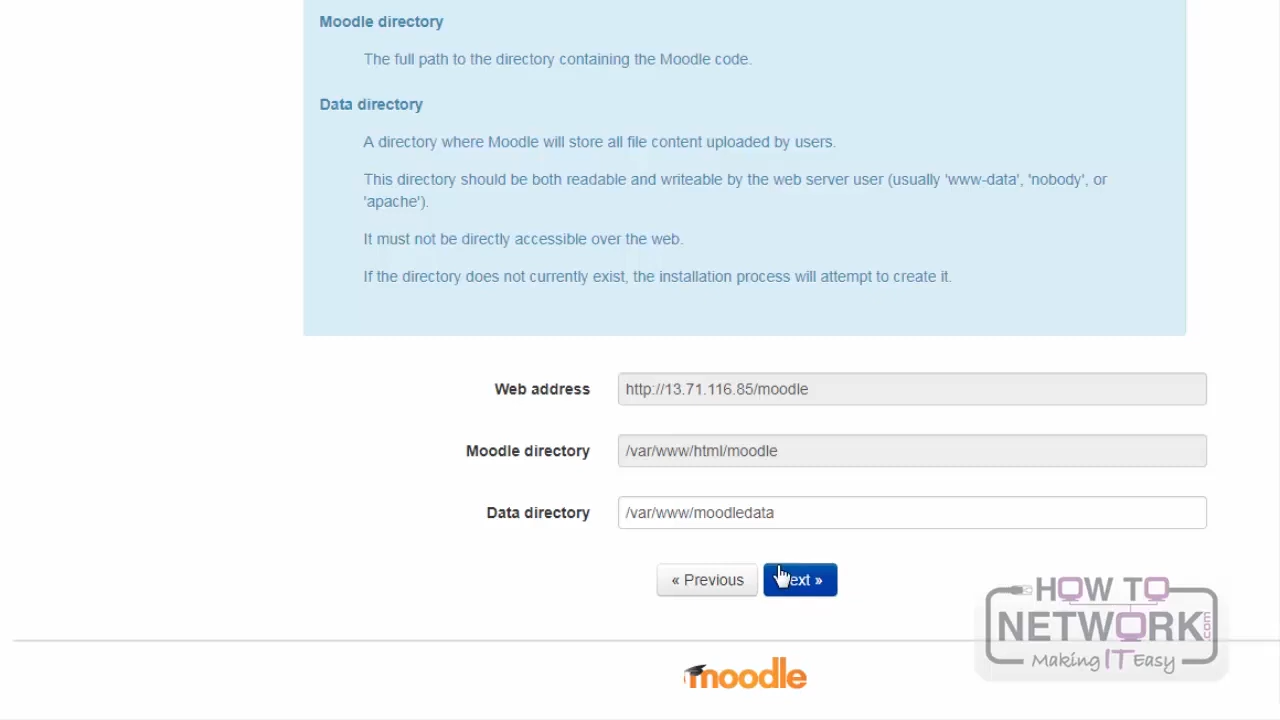 Moodle directory
The full path to the directory containing the Moodle code.
Data directory
A directory where Moodle will store all file content uploaded by users.
This directory should be both readable and writeable by the web server user (usually 'www-data', 'nobody', or
'apache').
It must not be directly accessible over the web.
If the directory does not currently exist, the installation process will attempt to create it.
Web address
http://13.71.116.85/moodle
Moodle directory
/var/www/html/moodle
Data directory
/var/www/moodledata
« Previous
Next »
HOW TO
NETWORK.com
Making IT Easy
moodle